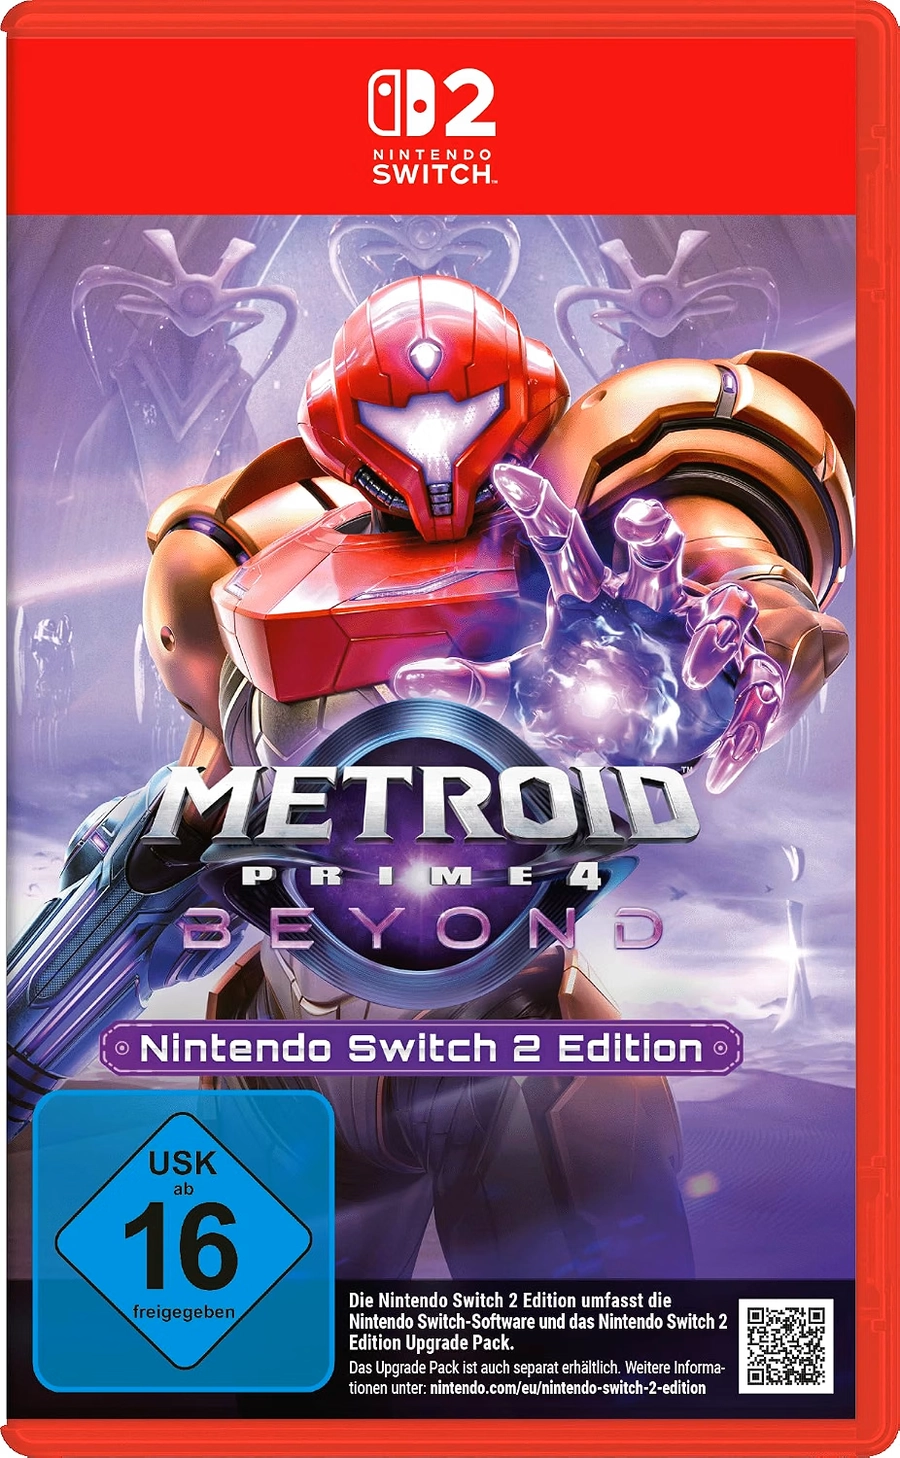 2
NINTENDO
SWITCH™
METROID™
PRIME 4
BEYOND
Nintendo Switch 2 Edition
USK
ab
16
freigegeben
Die Nintendo Switch 2 Edition umfasst die
Nintendo Switch-Software und das Nintendo Switch 2
Edition Upgrade Pack.
Das Upgrade Pack ist auch separat erhältlich. Weitere Informa-
tionen unter: nintendo.com/eu/nintendo-switch-2-edition